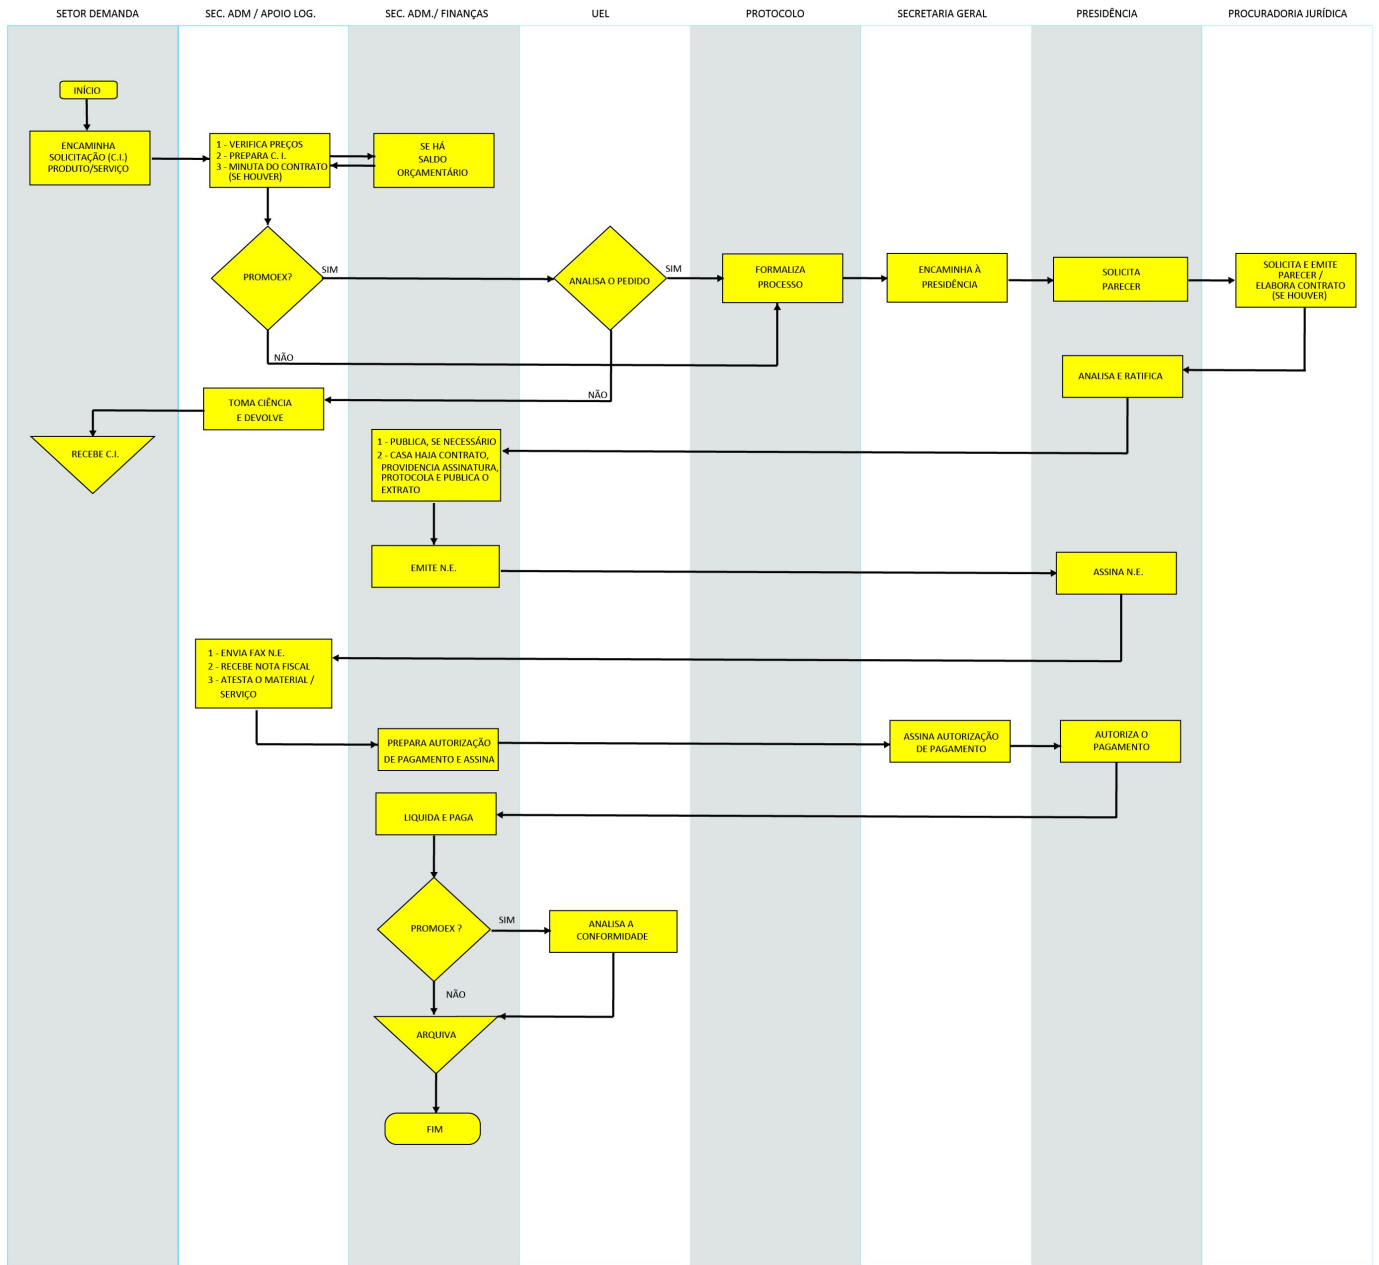 SETOR DEMANDA
SEC. ADM / APOIO LOG.
SEC. ADM./ FINANÇAS
UEL
PROTOCOLO
SECRETARIA GERAL
PRESIDÊNCIA
PROCURADORIA JURÍDICA
INÍCIO
ENCAMINHA
SOLICITAÇÃO (C.I.)
PRODUTO/SERVIÇO
1 - VERIFICA PREÇOS
2 - PREPARA C. I.
3 - MINUTA DO CONTRATO
(SE HOUVER)
SE HÁ
SALDO
ORÇAMENTÁRIO
PROMOEX?
SIM
NÃO
ANALISA O PEDIDO
SIM
NÃO
FORMALIZA
PROCESSO
ENCAMINHA À
PRESIDÊNCIA
SOLICITA
PARECER
SOLICITA E EMITE
PARECER /
ELABORA CONTRATO
(SE HOUVER)
ANALISA E RATIFICA
TOMA CIÊNCIA
E DEVOLVE
RECEBE C.I.
1 - PUBLICA, SE NECESSÁRIO
2 - CASA HAJA CONTRATO,
PROVIDENCIA ASSINATURA,
PROTOCOLA E PUBLICA O
EXTRATO
EMITE N.E.
ASSINA N.E.
1 - ENVIA FAX N.E.
2 - RECEBE NOTA FISCAL
3 - ATESTA O MATERIAL /
SERVIÇO
PREPARA AUTORIZAÇÃO
DE PAGAMENTO E ASSINA
ASSINA AUTORIZAÇÃO
DE PAGAMENTO
AUTORIZA O
PAGAMENTO
LIQUIDA E PAGA
PROMOEX ?
SIM
ANALISA A
CONFORMIDADE
NÃO
ARQUIVA
FIM